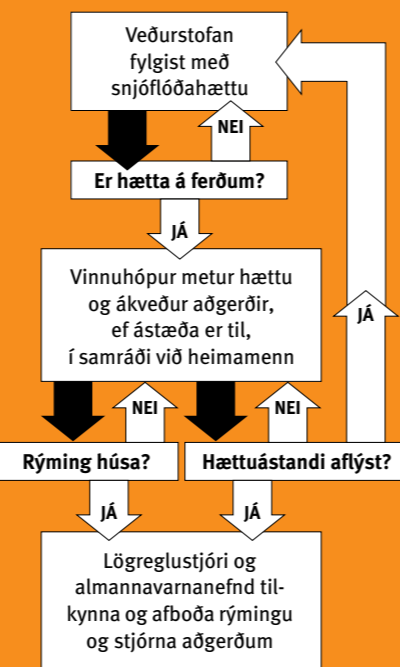 Veðurstofan
fylgist með
snjóflóðahættu
NEI
Er hætta á ferðum?
JÁ
Vinnuhópur metur hættu
og ákveður aðgerðir,
ef ástæða er til,
í samráði við heimamenn
JÁ
NEI
NEI
Rýming húsa?
Hættuástandi aflýst?
JÁ
JÁ
Lögreglustjóri og
almannavarnanefnd til-
kynna og afboða rýmingu
og stjórna aðgerðum